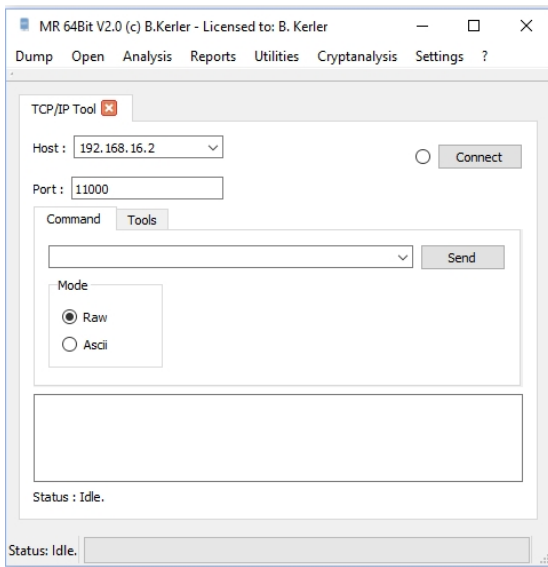 MR 64Bit V2.0 (c) B.Kerler - Licensed to: B. Kerler
Dump Open Analysis Reports Utilities Cryptanalysis Settings ?
TCP/IP Tool
Host : 192.168.16.2
Connect
Port : 11000
Command Tools
Send
Mode
Raw
Ascii
Status : Idle.
Status: Idle.